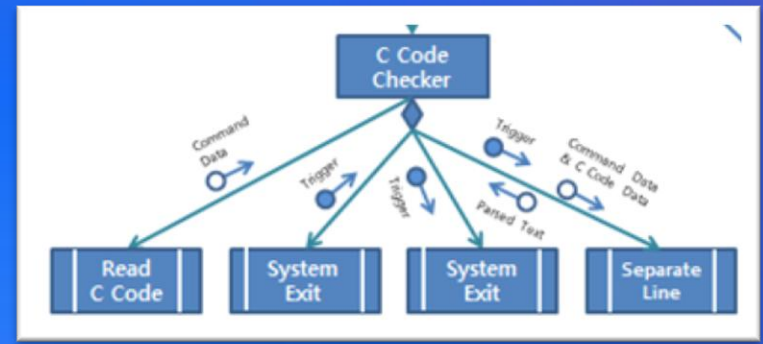 C Code
Checker
Command
Data
Trigger
Trigger
Trigger
Parsed Text
Command Data
& C Code Data
Read
C Code
System
Exit
System
Exit
Separate
Line